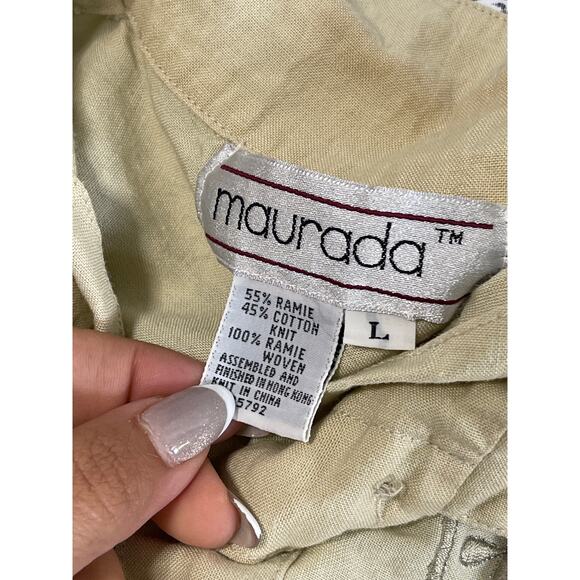 maurada™
55% RAMIE
45% COTTON
KNIT
100% RAMIE
WOVEN
ASSEMBLED AND
FINISHED IN HONG KONG
KNIT IN CHINA
5792
L